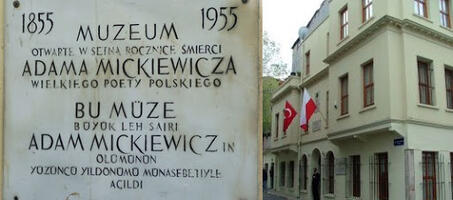 1855 1955
MUZEUM
OTWARTE W SETNĄ ROCZNICE ŚMIERCI
ADAMA MICKIEWICZA
WIELKIEGO POETY POLSKIEGO
BU MÜZE
BÜYÜK LEH ŞAİRİ
ADAM MICKIEWICZ İN
ÖLÜMÜNÜN
YÜZÜNCÜ YILDÖNÜMÜ MÜNASEBETİYLE
AÇILDI